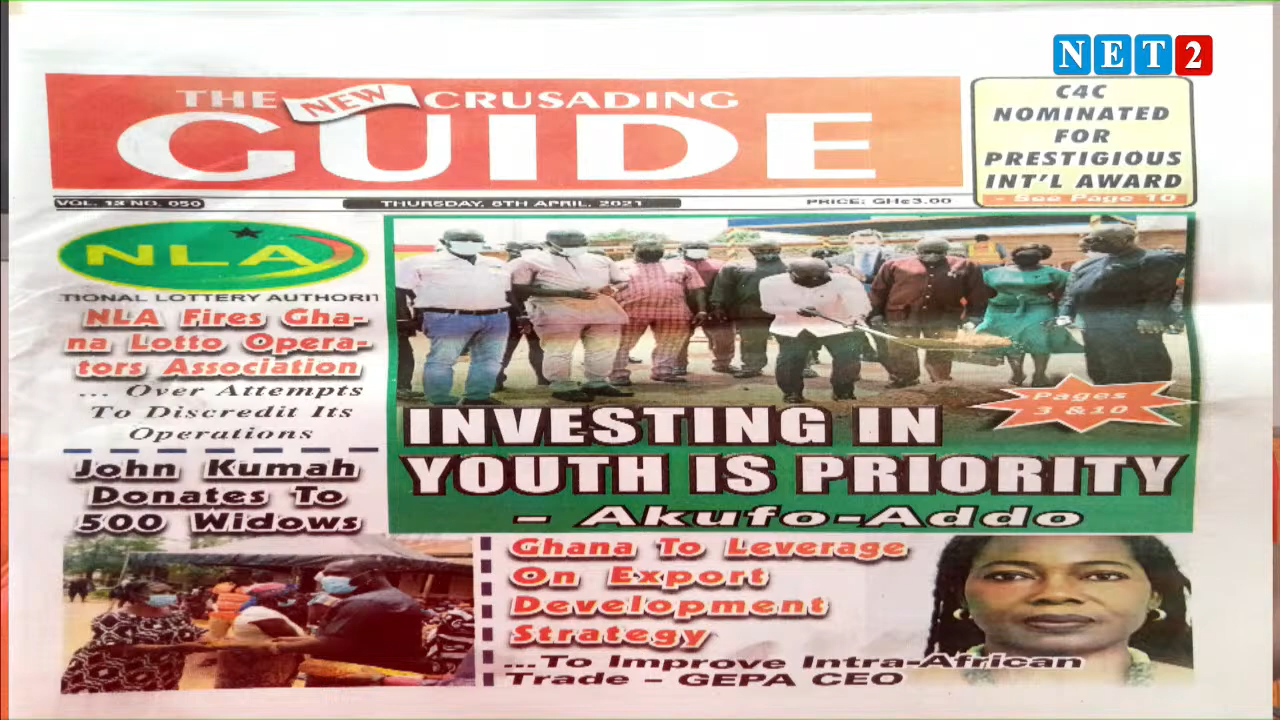 NET2
THE NEW CRUSADING
GUIDE
C4C
NOMINATED
FOR
PRESTIGIOUS
INT'L AWARD
- See Page 10
VOL. 13 NO. 050
THURSDAY, 8TH APRIL, 2021
PRICE: GH¢3.00
NLA
TIONAL LOTTERY AUTHORIT
NLA Fires Gha-
na Lotto Opera-
tors Association
... Over Attempts
To Discredit Its
Operations
John Kumah
Donates To
500 Widows
Pages
3 & 10
INVESTING IN
YOUTH IS PRIORITY
- Akufo-Addo
Ghana To Leverage
On Export
Development
Strategy
...To Improve Intra-African
Trade - GEPA CEO